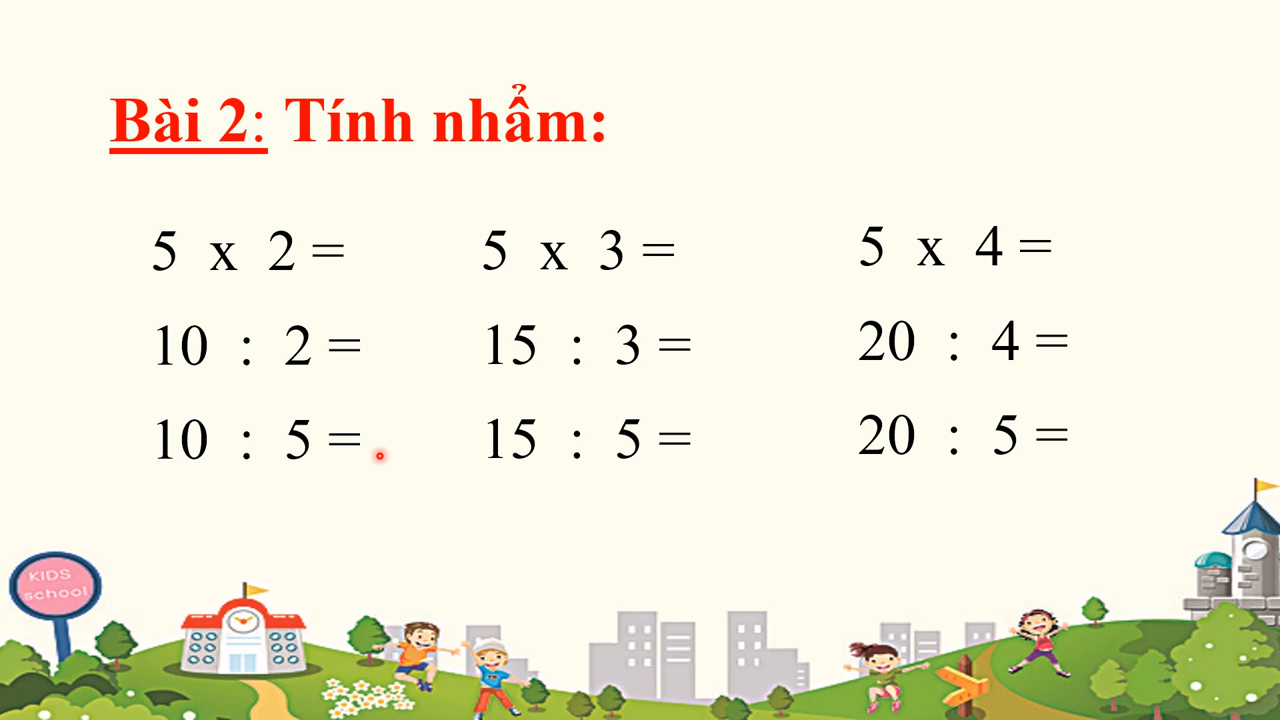 Bài 2: Tính nhẩm:
5 x 2 =
10 : 2 =
10 : 5 =
5 x 3 =
15 : 3 =
15 : 5 =
5 x 4 =
20 : 4 =
20 : 5 =
KIDS
school